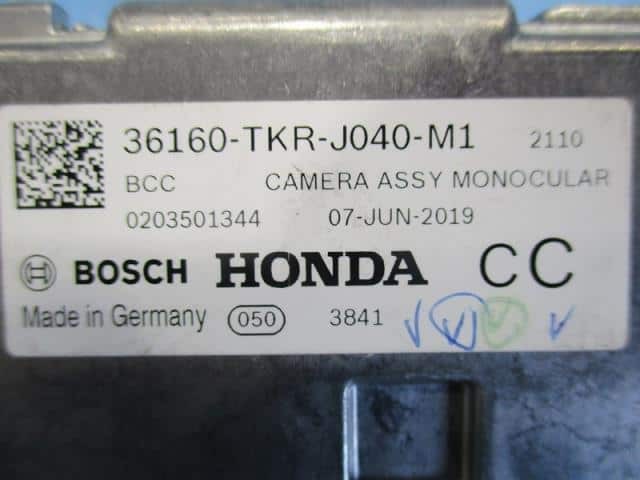 36160-TKR-J040-M1 2110
BCC CAMERA ASSY MONOCULAR
0203501344 07-JUN-2019
BOSCH HONDA CC
Made in Germany 050 3841